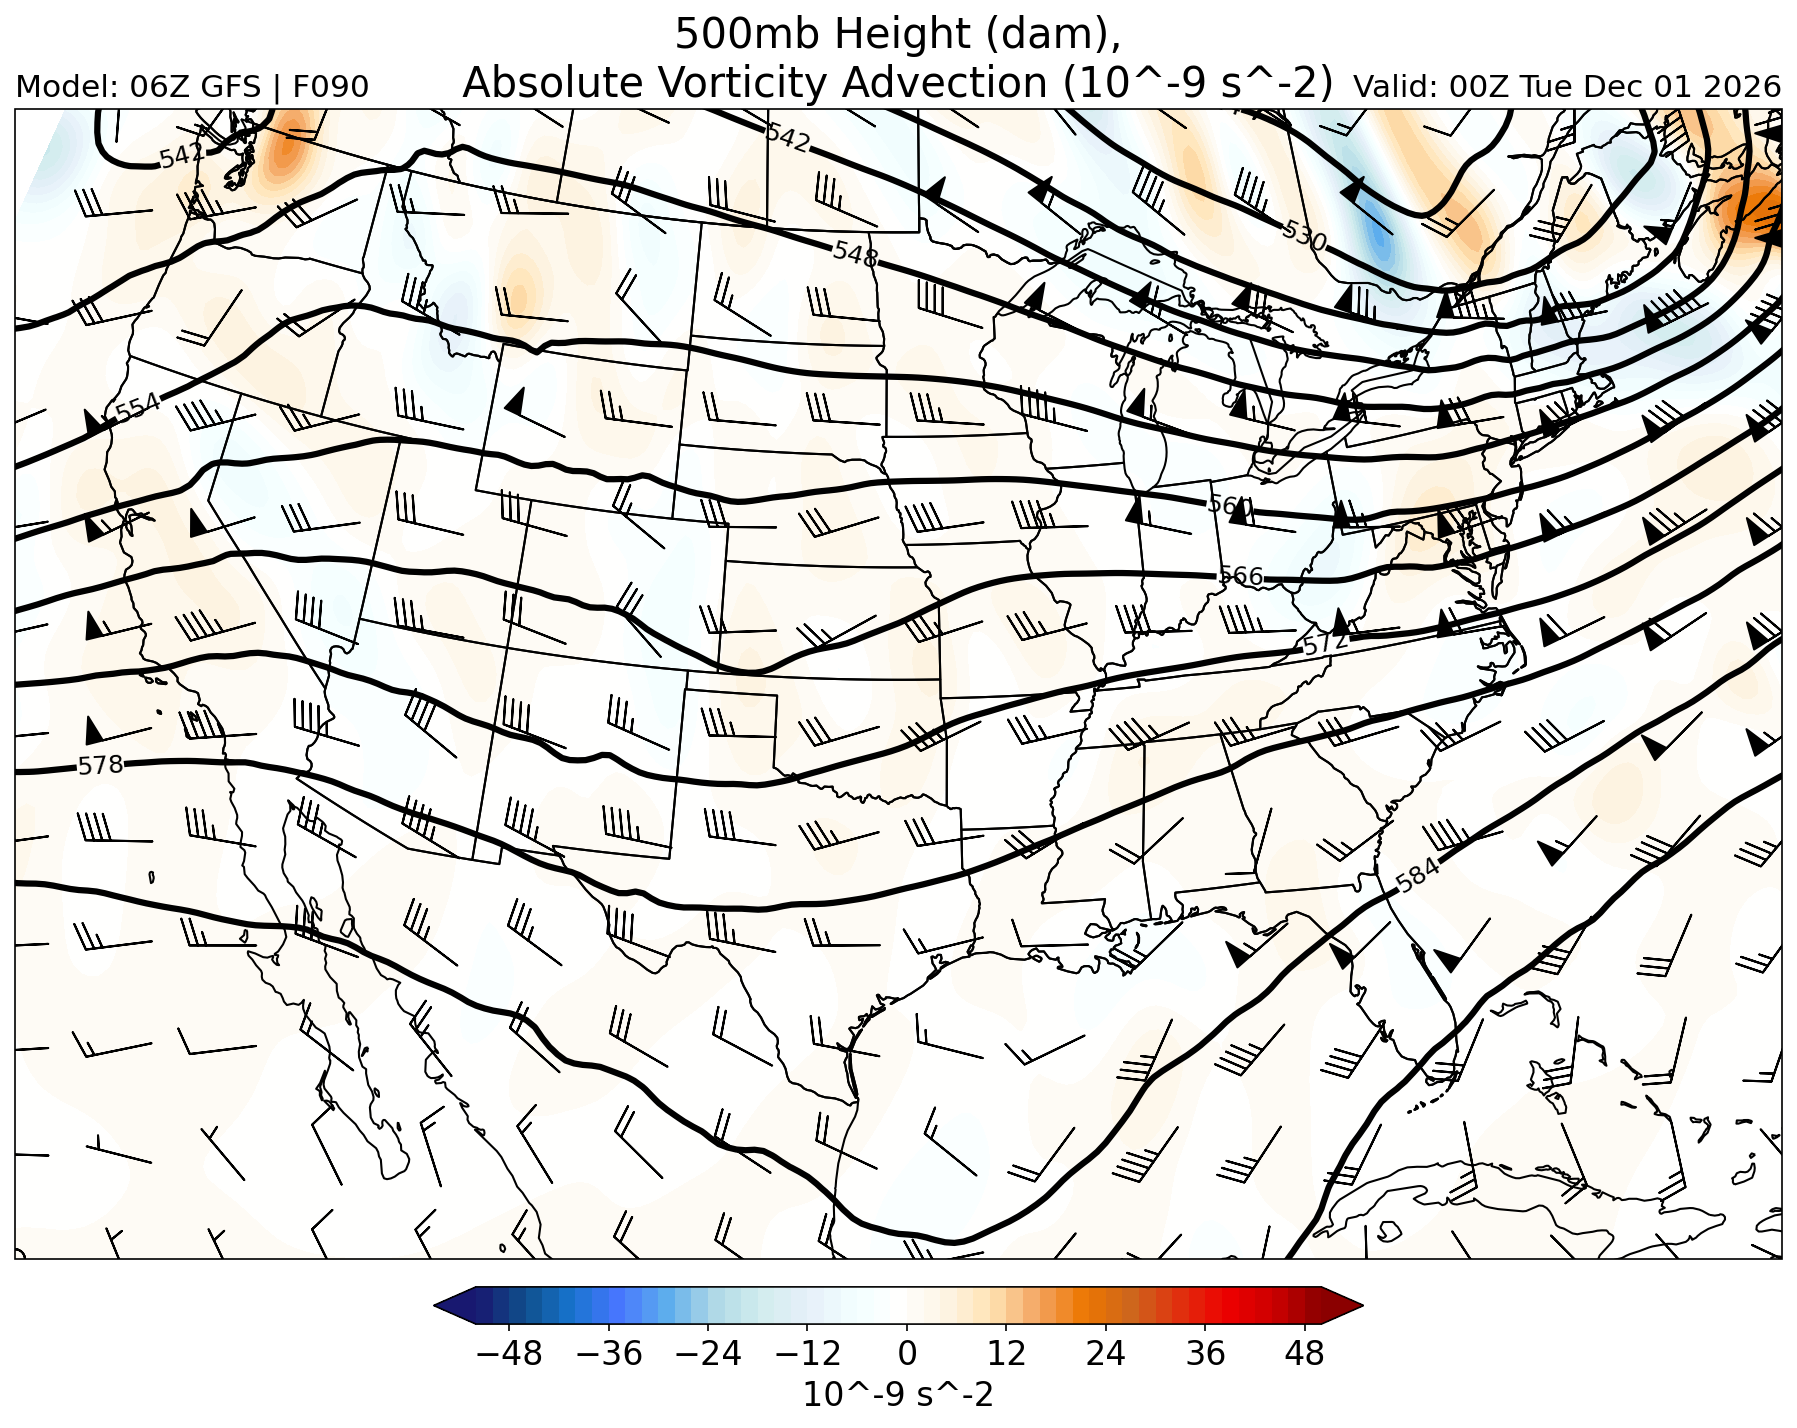 500mb Height (dam),
Model: 06Z GFS | F090 Absolute Vorticity Advection (10^-9 s^-2) Valid: 00Z Tue Dec 01 2026
542
542
530
548
554
560
566
572
578
584
−48 −36 −24 −12 0 12 24 36 48
10^-9 s^-2